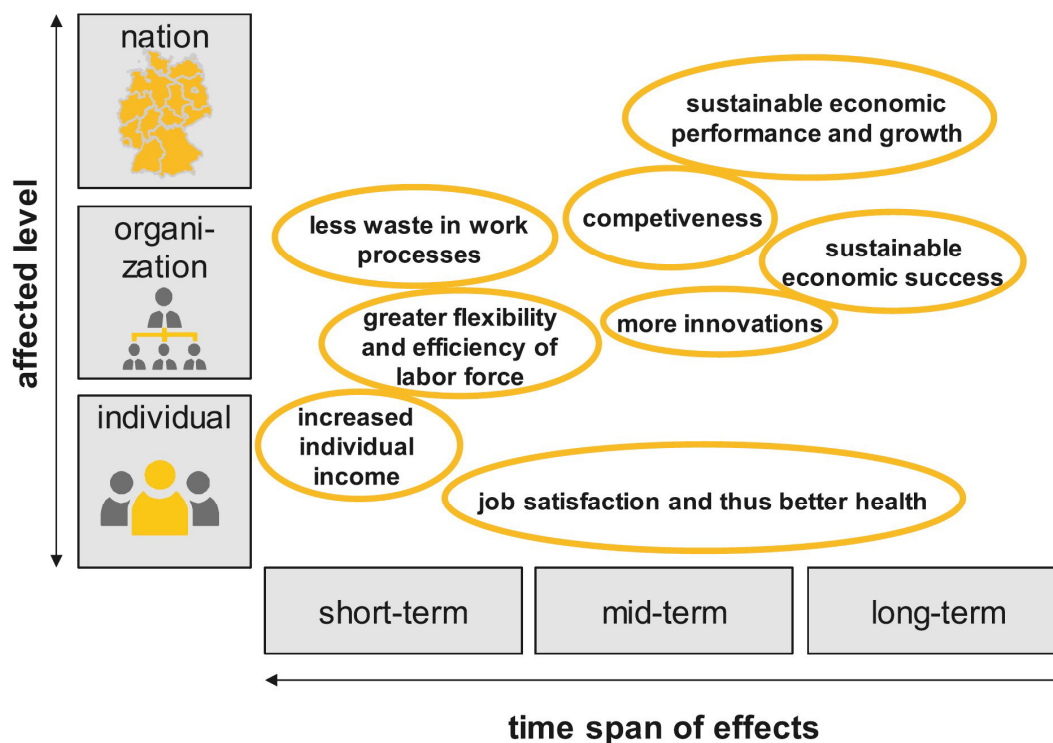 nation
sustainable economic
performance and growth
affected level
organi-
zation
less waste in work
processes
competiveness
sustainable
economic success
greater flexibility
and efficiency of
labor force
more innovations
individual
increased
individual
income
job satisfaction and thus better health
short-term
mid-term
long-term
time span of effects